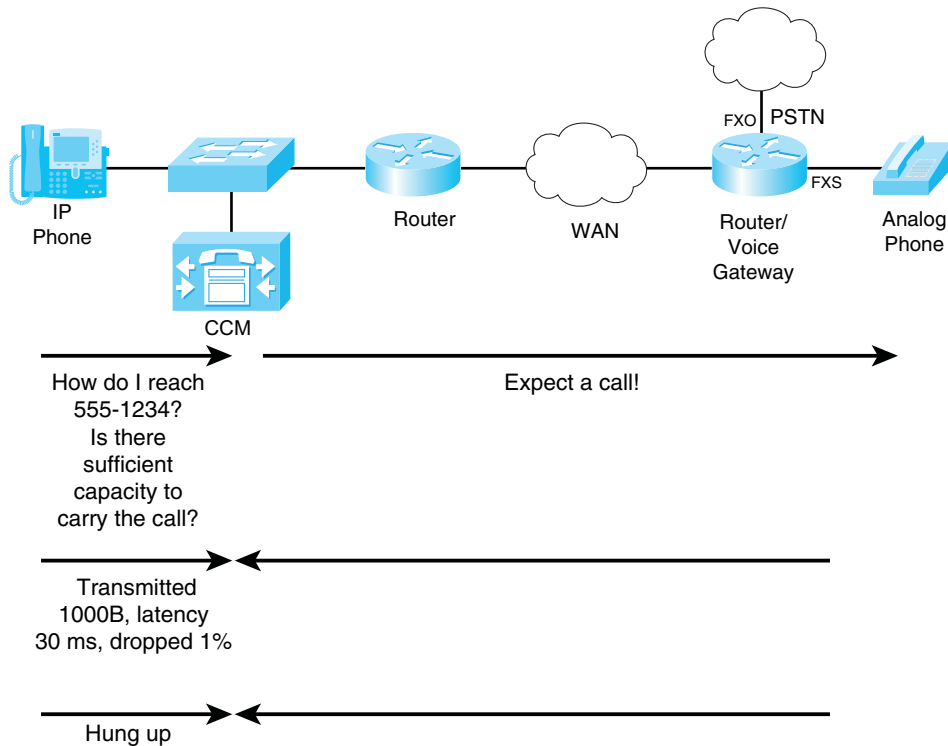 FXO
PSTN
FXS
IP
Phone
Router
WAN
Router/
Voice
Gateway
Analog
Phone
CCM
How do I reach
555-1234?
Is there
sufficient
capacity to
carry the call?
Expect a call!
Transmitted
1000B, latency
30 ms, dropped 1%
Hung up